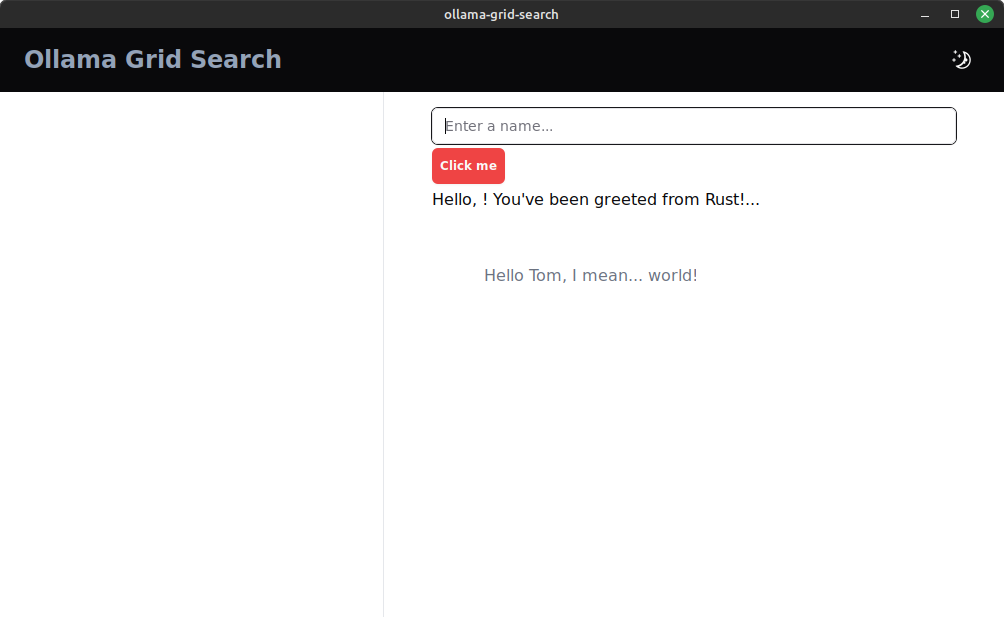 ollama-grid-search
Ollama Grid Search
Enter a name...
Click me
Hello, ! You've been greeted from Rust!...
Hello Tom, I mean... world!